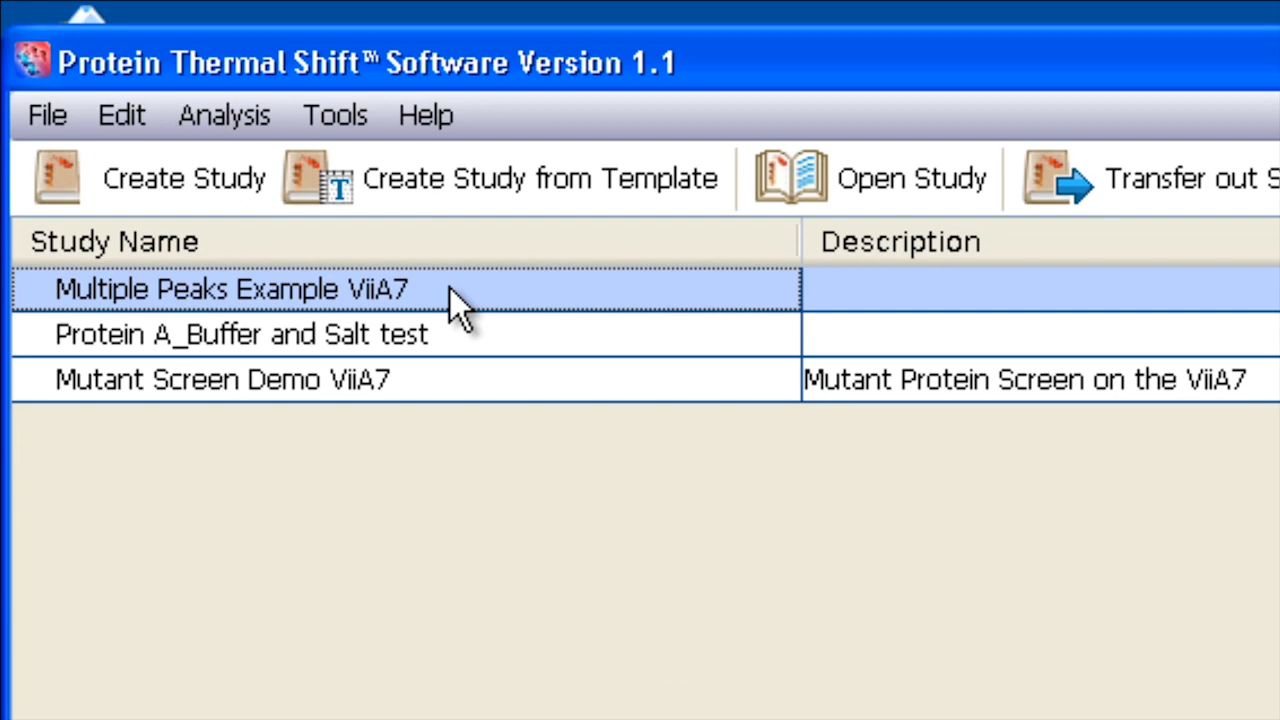 Protein Thermal Shift™ Software Version 1.1
File Edit Analysis Tools Help
Create Study T Create Study from Template Open Study Transfer out S
Study Name Description
Multiple Peaks Example ViiA7
Protein A_Buffer and Salt test
Mutant Screen Demo ViiA7 Mutant Protein Screen on the ViiA7